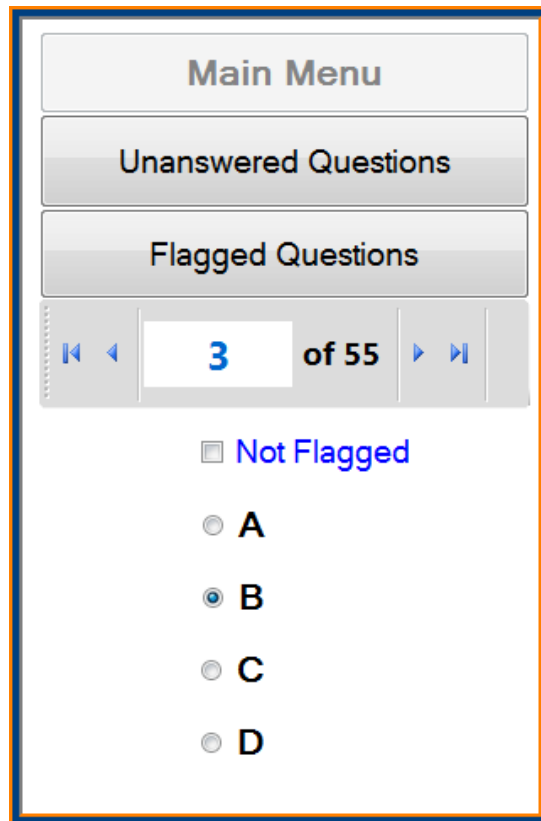 Main Menu
Unanswered Questions
Flagged Questions
3 of 55
Not Flagged
A
B
C
D